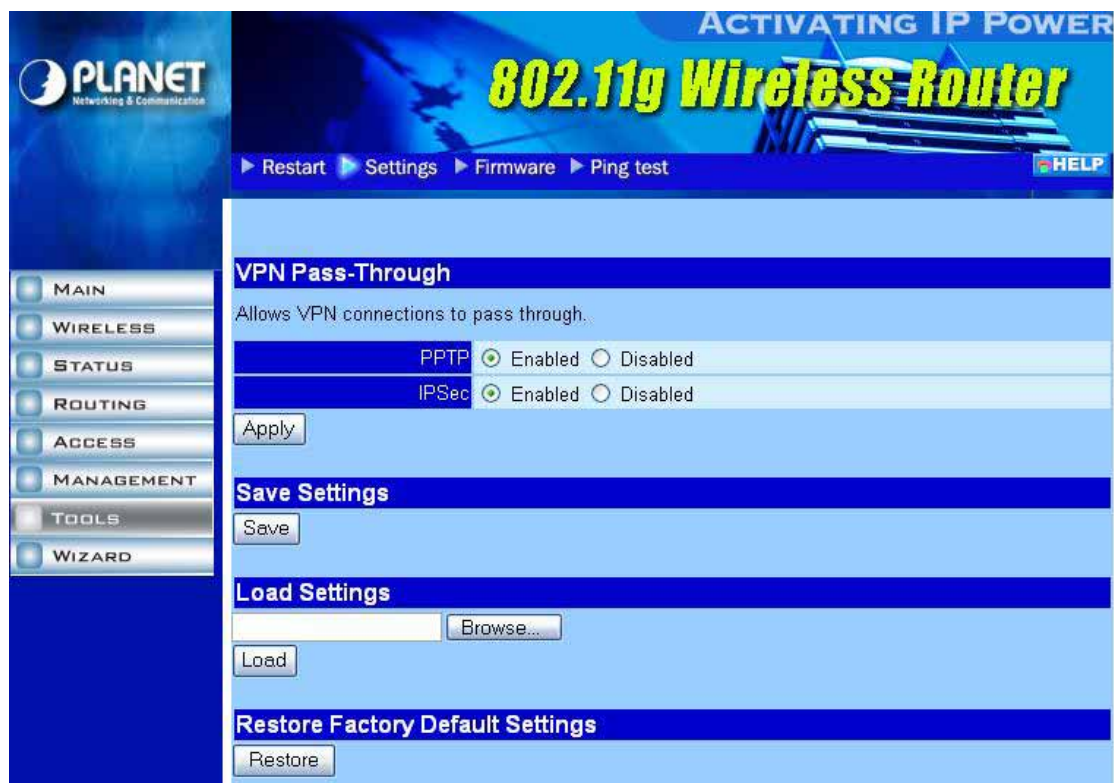 ACTIVATING IP POWER
PLANET
Networking & Communication
802.11g Wireless Router
Restart Settings Firmware Ping test
HELP
MAIN
WIRELESS
STATUS
ROUTING
ACCESS
MANAGEMENT
TOOLS
WIZARD
VPN Pass-Through
Allows VPN connections to pass through.
PPTP Enabled Disabled
IPSec Enabled Disabled
Apply
Save Settings
Save
Load Settings
Browse...
Load
Restore Factory Default Settings
Restore